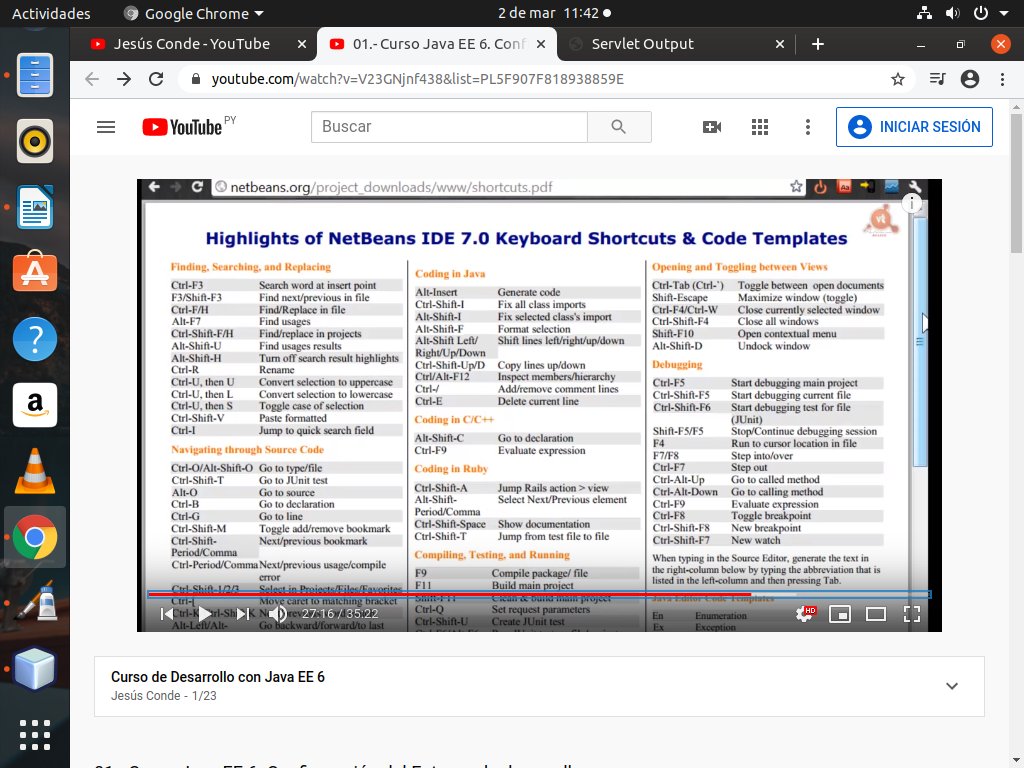 Actividades Google Chrome 2 de mar 11:42
Jesús Conde - YouTube 01.- Curso Java EE 6. Conf Servlet Output
youtube.com/watch?v=V23GNjnf438&list=PL5F907F818938859E
YouTube PY Buscar INICIAR SESIÓN
netbeans.org/project_downloads/www/shortcuts.pdf
Highlights of NetBeans IDE 7.0 Keyboard Shortcuts & Code Templates
Finding, Searching, and Replacing
Ctrl-F3 Search word at insert point
F3/Shift-F3 Find next/previous in file
Ctrl-F/H Find/Replace in file
Alt-F7 Find usages
Ctrl-Shift-F/H Find/replace in projects
Alt-Shift-U Find usages results
Alt-Shift-H Turn off search result highlights
Ctrl-R Rename
Ctrl-U, then U Convert selection to uppercase
Ctrl-U, then L Convert selection to lowercase
Ctrl-U, then S Toggle case of selection
Ctrl-Shift-V Paste formatted
Ctrl-I Jump to quick search field
Navigating through Source Code
Ctrl-O/Alt-Shift-O Go to type/file
Ctrl-Shift-T Go to JUnit test
Alt-O Go to source
Ctrl-B Go to declaration
Ctrl-G Go to line
Ctrl-Shift-M Toggle add/remove bookmark
Ctrl-Shift- Next/previous bookmark
Period/Comma
Ctrl-Period/Comma Next/previous usage/compile
error
Ctrl-Shift-1/2/3 Select in Projects/Files/Favorites
Ctrl-[ Move caret to matching bracket
Alt-Left/Alt- Go backward/forward/to last
Coding in Java
Alt-Insert Generate code
Ctrl-Shift-I Fix all class imports
Alt-Shift-I Fix selected class's import
Alt-Shift-F Format selection
Alt-Shift Left/ Shift lines left/right/up/down
Right/Up/Down
Ctrl-Shift-Up/D Copy lines up/down
Ctrl/Alt-F12 Inspect members/hierarchy
Ctrl-/ Add/remove comment lines
Ctrl-E Delete current line
Coding in C/C++
Alt-Shift-C Go to declaration
Ctrl-F9 Evaluate expression
Coding in Ruby
Ctrl-Shift-A Jump Rails action > view
Alt-Shift- Select Next/Previous element
Period/Comma
Ctrl-Shift-Space Show documentation
Ctrl-Shift-T Jump from test file to file
Compiling, Testing, and Running
F9 Compile package/ file
F11 Build main project
Shift-F11 Clean & build main project
Ctrl-Q Set request parameters
Ctrl-Shift-U Create JUnit test
Opening and Toggling between Views
Ctrl-Tab (Ctrl-`) Toggle between open documents
Shift-Escape Maximize window (toggle)
Ctrl-F4/Ctrl-W Close currently selected window
Ctrl-Shift-F4 Close all windows
Shift-F10 Open contextual menu
Alt-Shift-D Undock window
Debugging
Ctrl-F5 Start debugging main project
Ctrl-Shift-F5 Start debugging current file
Ctrl-Shift-F6 Start debugging test for file
(JUnit)
Shift-F5/F5 Stop/Continue debugging session
F4 Run to cursor location in file
F7/F8 Step into/over
Ctrl-F7 Step out
Ctrl-Alt-Up Go to called method
Ctrl-Alt-Down Go to calling method
Ctrl-F9 Evaluate expression
Ctrl-F8 Toggle breakpoint
Ctrl-Shift-F8 New breakpoint
Ctrl-Shift-F7 New watch
When typing in the Source Editor, generate the text in
the right-column below by typing the abbreviation that is
listed in the left-column and then pressing Tab.
Java Editor Code Templates
En Enumeration
Ex Exception
27:16 / 35:22 HD
Curso de Desarrollo con Java EE 6
Jesús Conde - 1/23